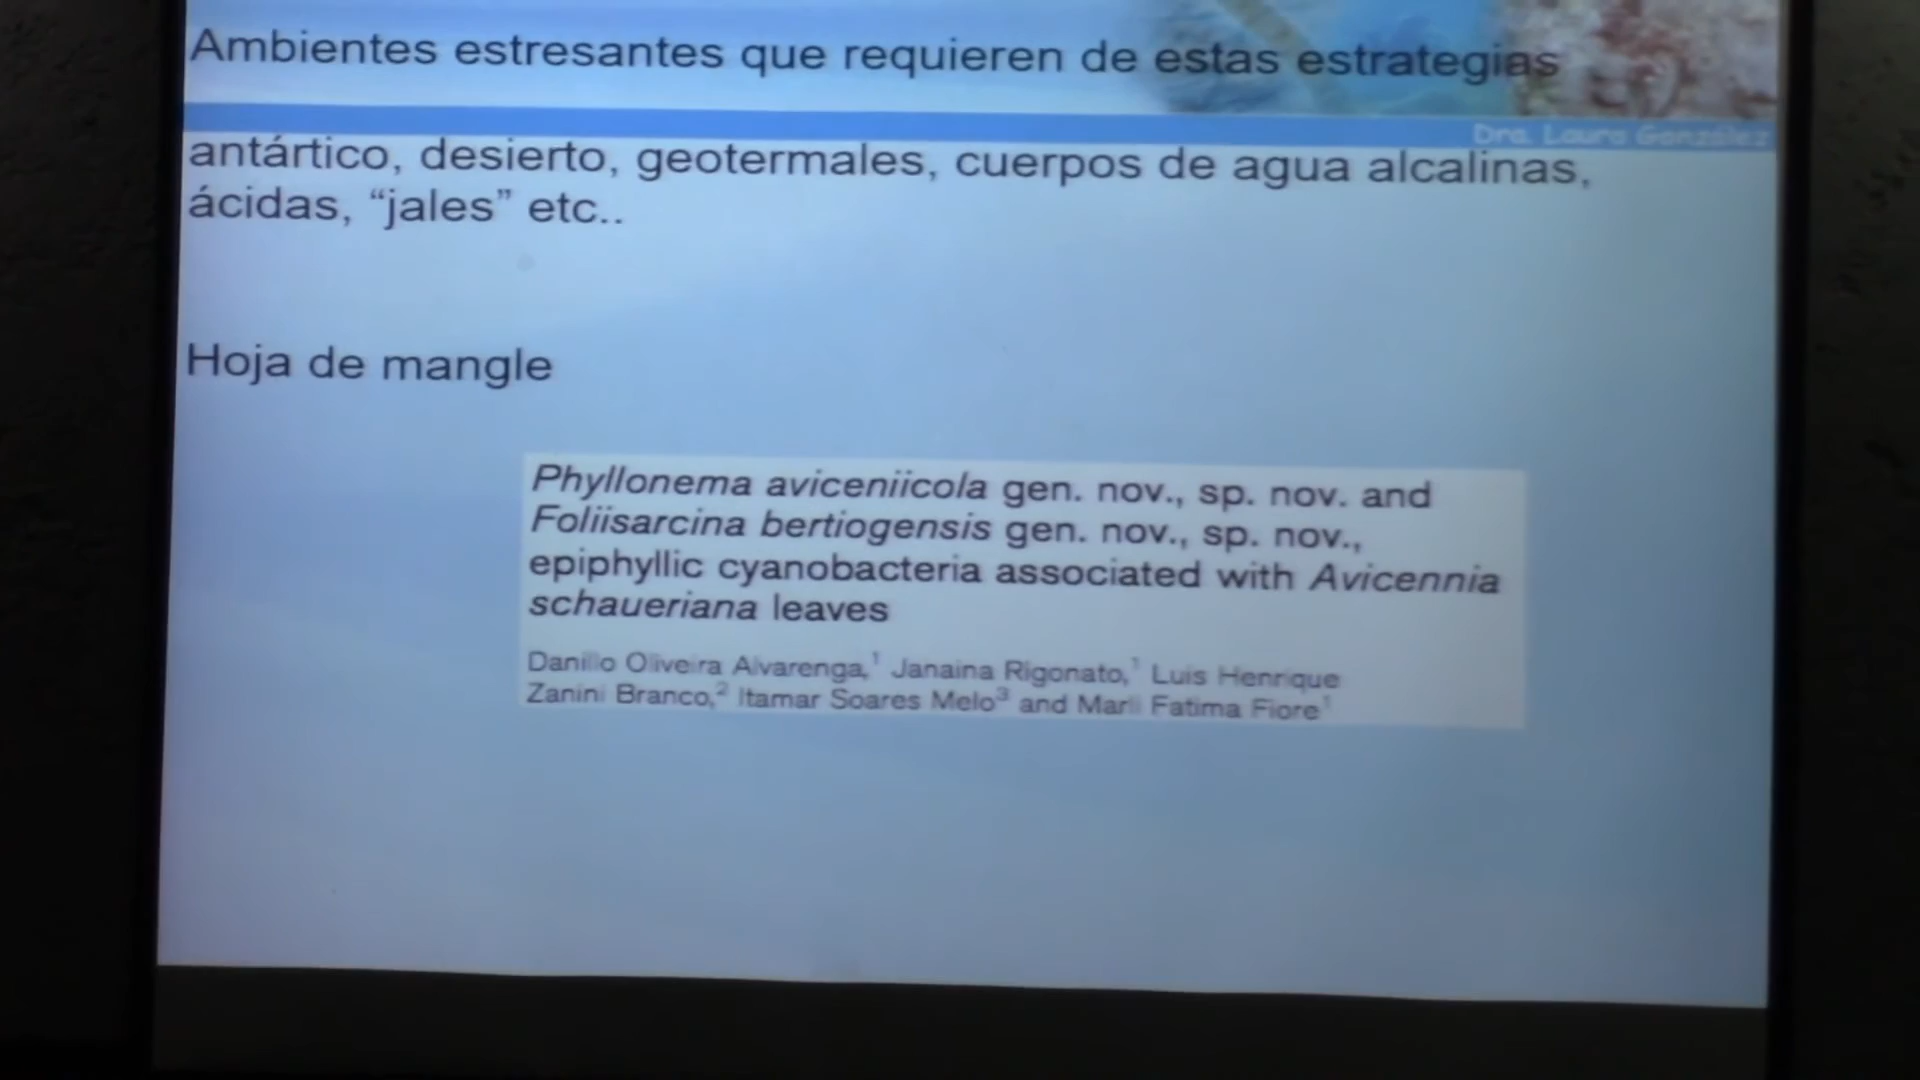 Ambientes estresantes que requieren de estas estrategias
Dra. Laura González
antártico, desierto, geotermales, cuerpos de agua alcalinas,
ácidas, “jales” etc..
Hoja de mangle
Phyllonema aviceniicola gen. nov., sp. nov. and
Foliisarcina bertiogensis gen. nov., sp. nov.,
epiphyllic cyanobacteria associated with Avicennia
schaueriana leaves
Danillo Oliveira Alvarenga,¹ Janaina Rigonato,¹ Luis Henrique
Zanini Branco,² Itamar Soares Melo³ and Marli Fatima Fiore¹